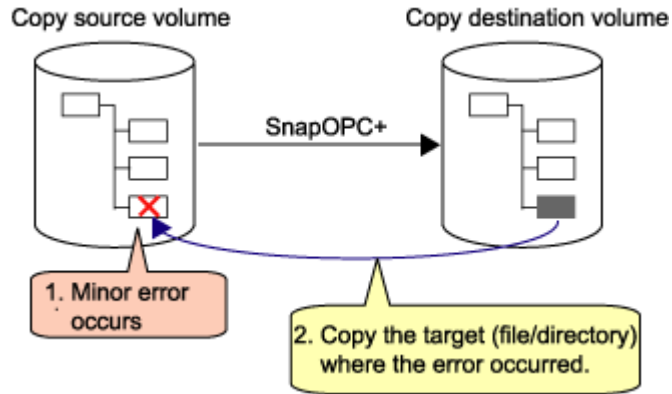 Copy source volume
Copy destination volume
SnapOPC+
1. Minor error
occurs
2. Copy the target (file/directory)
where the error occurred.